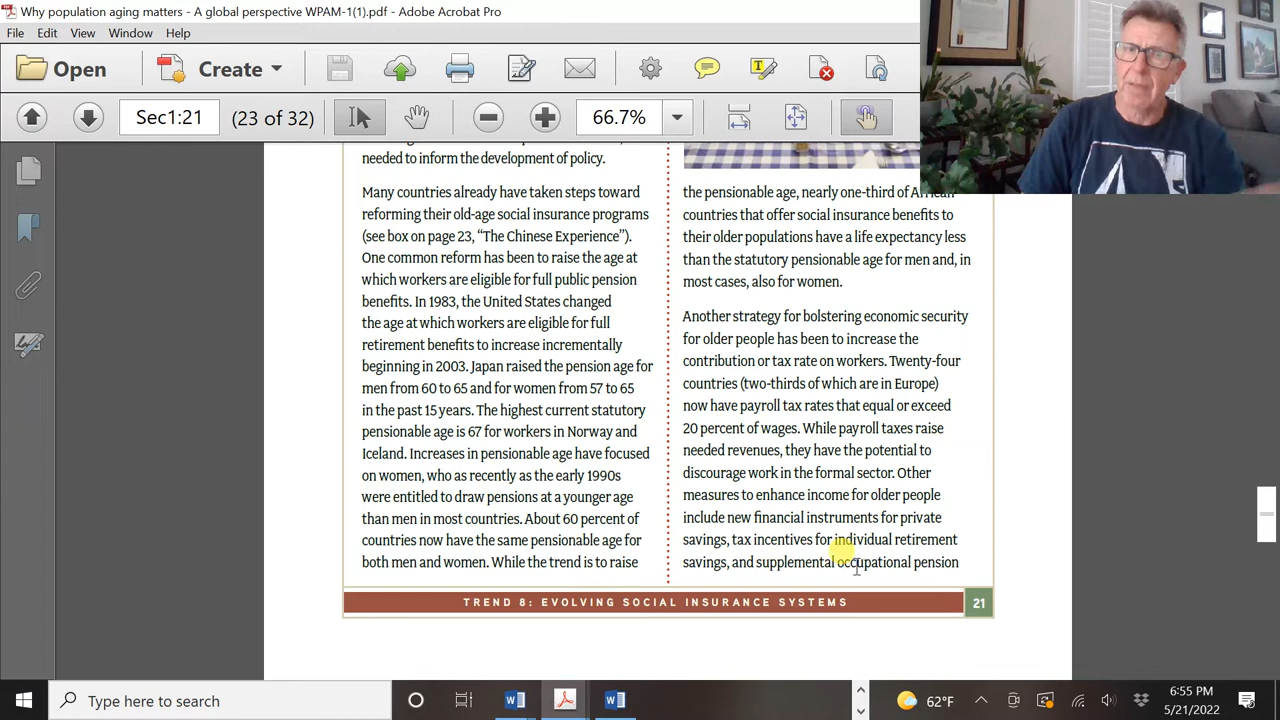 Why population aging matters - A global perspective WPAM-1(1).pdf - Adobe Acrobat Pro
File Edit View Window Help
Open Create
Sec1:21 (23 of 32) 66.7%
needed to inform the development of policy.
Many countries already have taken steps toward
reforming their old-age social insurance programs
(see box on page 23, “The Chinese Experience”).
One common reform has been to raise the age at
which workers are eligible for full public pension
benefits. In 1983, the United States changed
the age at which workers are eligible for full
retirement benefits to increase incrementally
beginning in 2003. Japan raised the pension age for
men from 60 to 65 and for women from 57 to 65
in the past 15 years. The highest current statutory
pensionable age is 67 for workers in Norway and
Iceland. Increases in pensionable age have focused
on women, who as recently as the early 1990s
were entitled to draw pensions at a younger age
than men in most countries. About 60 percent of
countries now have the same pensionable age for
both men and women. While the trend is to raise
the pensionable age, nearly one-third of African
countries that offer social insurance benefits to
their older populations have a life expectancy less
than the statutory pensionable age for men and, in
most cases, also for women.
Another strategy for bolstering economic security
for older people has been to increase the
contribution or tax rate on workers. Twenty-four
countries (two-thirds of which are in Europe)
now have payroll tax rates that equal or exceed
20 percent of wages. While payroll taxes raise
needed revenues, they have the potential to
discourage work in the formal sector. Other
measures to enhance income for older people
include new financial instruments for private
savings, tax incentives for individual retirement
savings, and supplemental occupational pension
TREND 8: EVOLVING SOCIAL INSURANCE SYSTEMS 21
Type here to search
62°F
6:55 PM
5/21/2022